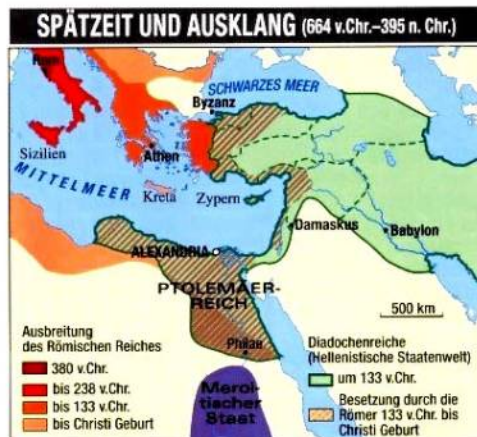 SPÄTZEIT UND AUSKLANG (664 v.Chr.–395 n. Chr.)
Rom
SCHWARZES MEER
Byzanz
Sizilien
Athen
MITTELMEER
Kreta
Zypern
Damaskus
Babylon
ALEXANDRIA
PTOLEMAER-
REICH
500 km
Philae
Meroi-
tischer
Staat
Ausbreitung
des Römischen Reiches
380 v.Chr.
bis 238 v.Chr.
bis 133 v.Chr.
bis Christi Geburt
Diadochenreiche
(Hellenistische Staatenwelt)
um 133 v.Chr.
Besetzung durch die
Römer 133 v.Chr. bis
Christi Geburt